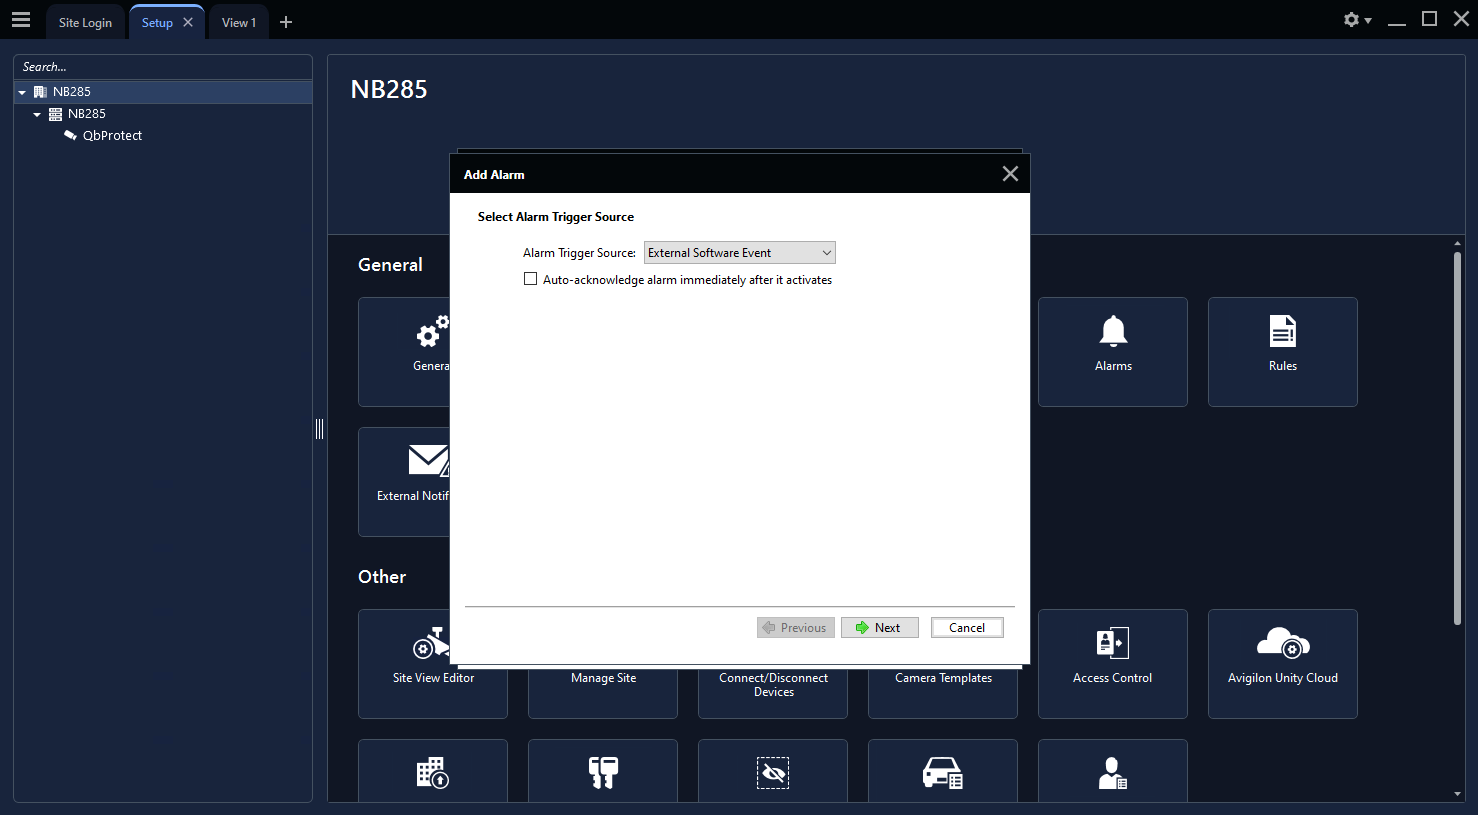 Site Login
Setup
View 1
Search...
NB285
NB285
QbProtect
NB285
Add Alarm
Select Alarm Trigger Source
Alarm Trigger Source: External Software Event
Auto-acknowledge alarm immediately after it activates
Previous
Next
Cancel
General
Genera
Alarms
Rules
External Notif
Other
Site View Editor
Manage Site
Connect/Disconnect
Devices
Camera Templates
Access Control
Avigilon Unity Cloud